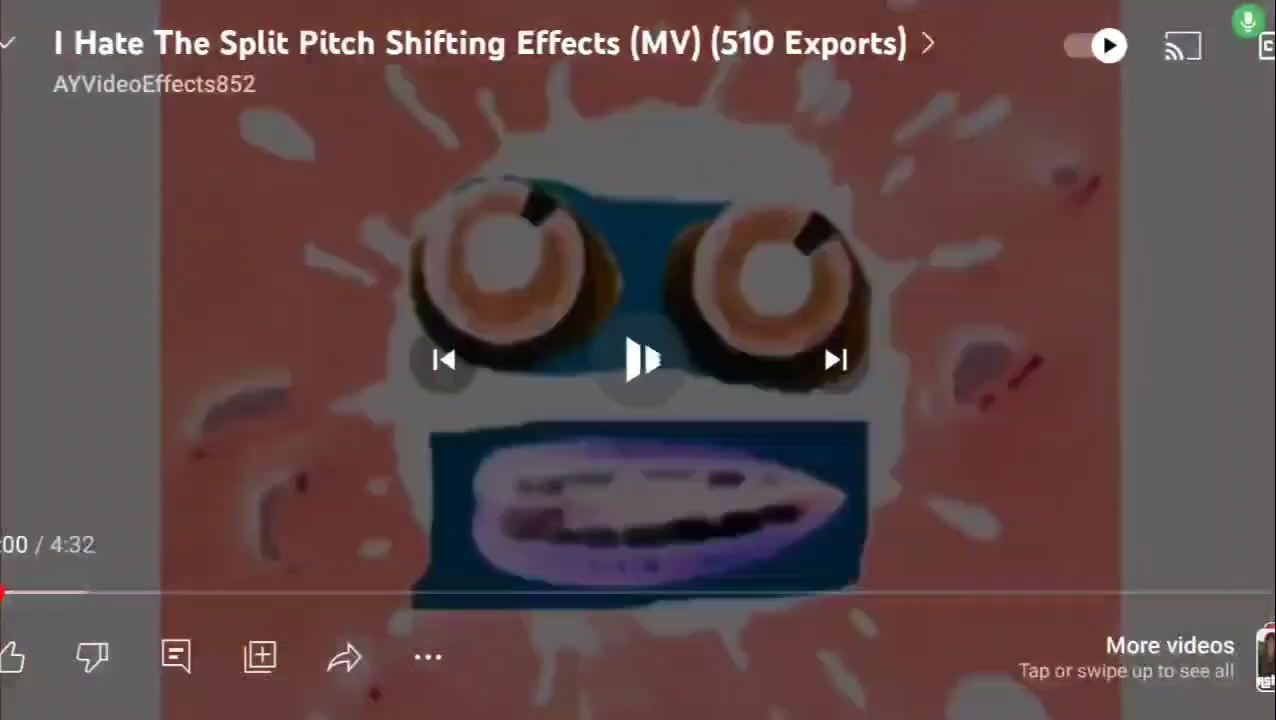 I Hate The Split Pitch Shifting Effects (MV) (510 Exports)
AYVideoEffects852
:00 / 4:32
More videos
Tap or swipe up to see all